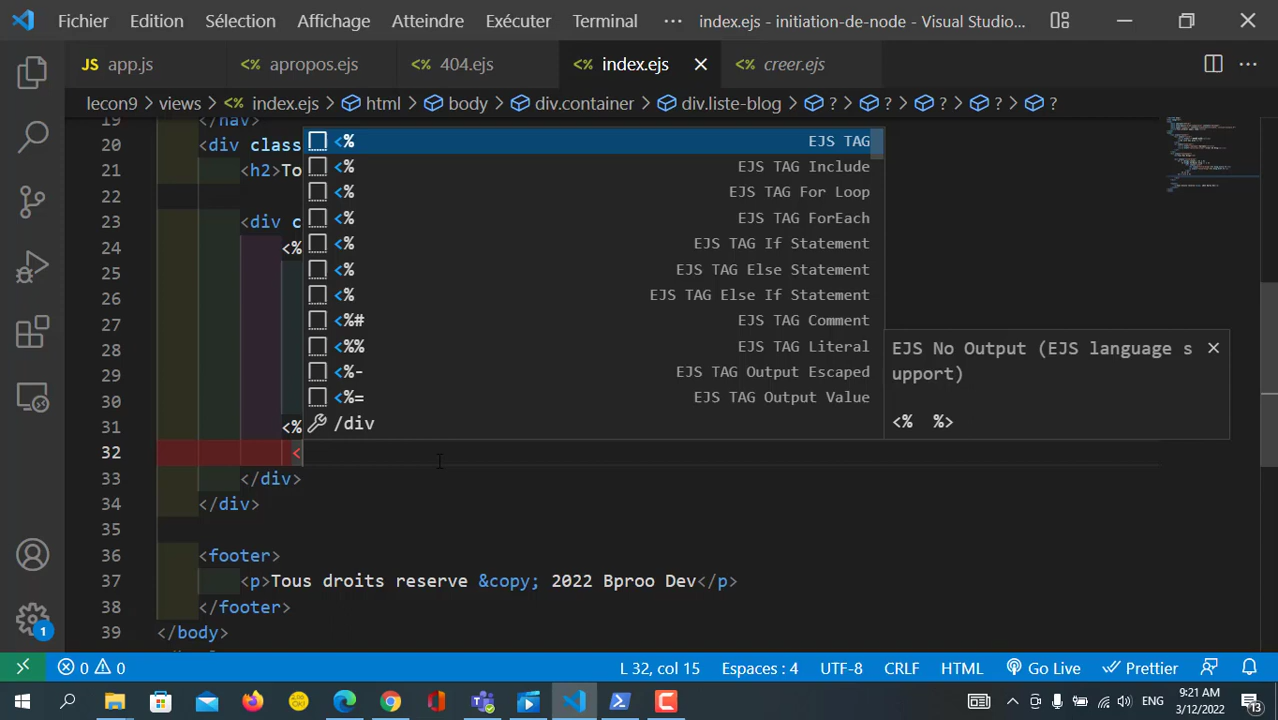 Fichier Edition Sélection Affichage Atteindre Exécuter Terminal ··· index.ejs - initiation-de-node - Visual Studio...
JS app.js <% apropos.ejs <% 404.ejs <% index.ejs <% creer.ejs ···
lecon9 > views > <% index.ejs > html > body > div.container > div.liste-blog > ? > ? > ? > ? > ?
19 </nav>
20 <div class
21 <h2>To
22
23 <div c
24 <%
25
26
27
28
29
30
31 <%
32 <
33 </div>
34 </div>
35
36 <footer>
37 <p>Tous droits reserve &copy; 2022 Bproo Dev</p>
38 </footer>
39 </body>
<% EJS TAG
<% EJS TAG Include
<% EJS TAG For Loop
<% EJS TAG ForEach
<% EJS TAG If Statement
<% EJS TAG Else Statement
<% EJS TAG Else If Statement
<%# EJS TAG Comment
<%% EJS TAG Literal
<%- EJS TAG Output Escaped
<%= EJS TAG Output Value
/div
EJS No Output (EJS language s
upport)
<% %>
1
0 0 L 32, col 15 Espaces : 4 UTF-8 CRLF HTML Go Live Prettier
ENG 9:21 AM
3/12/2022 13